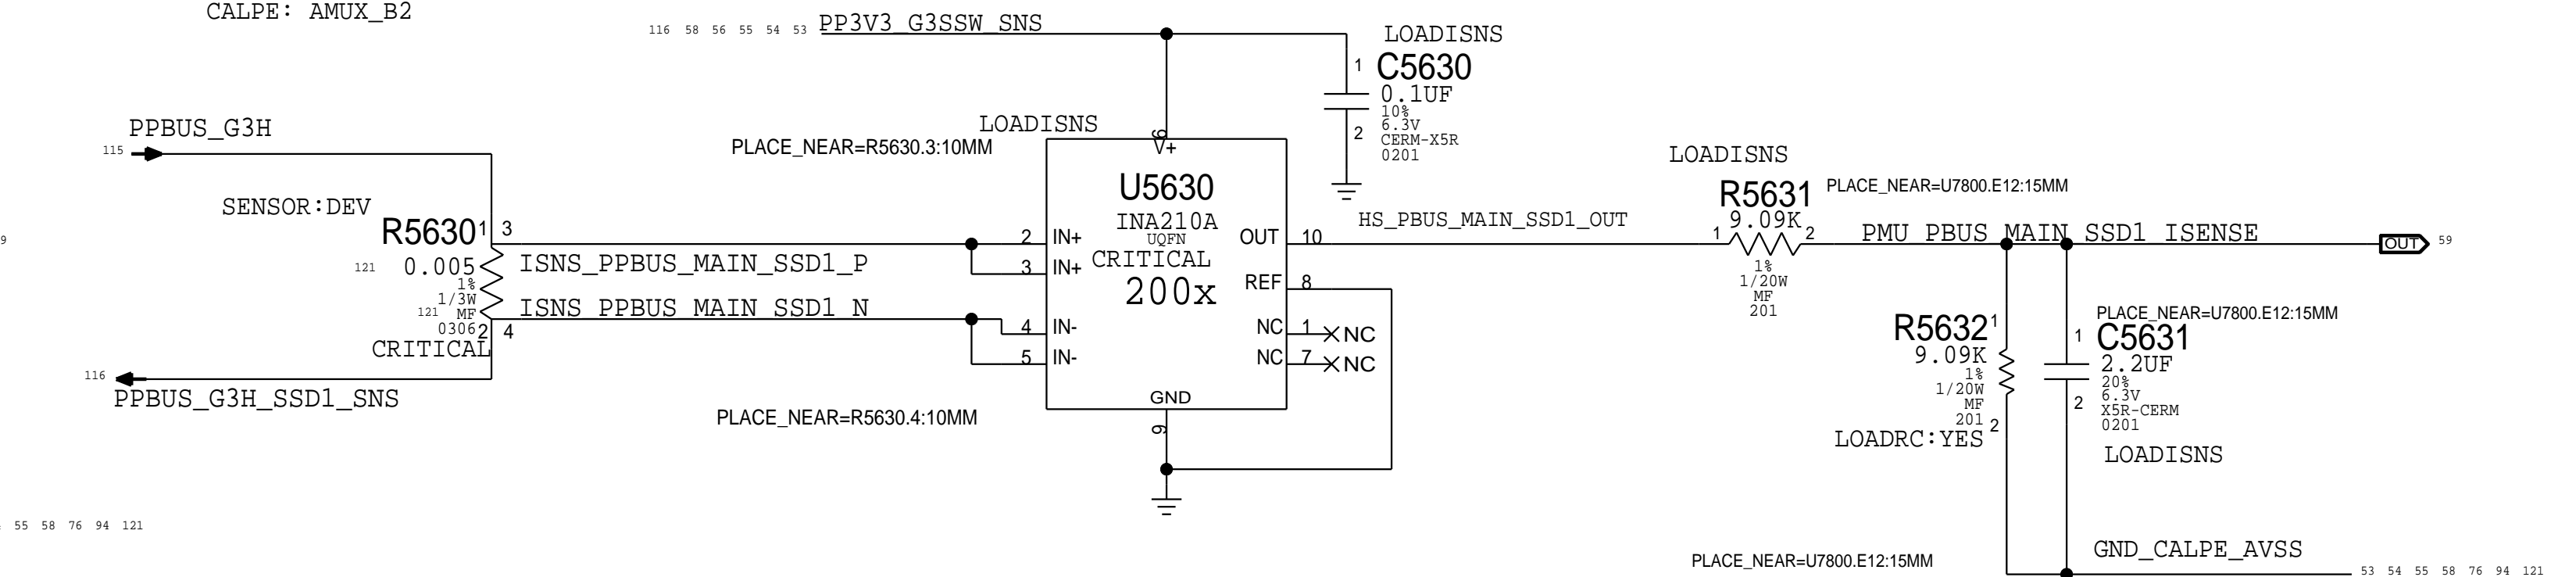 CALPE: AMUX_B2
116 58 56 55 54 53 PP3V3_G3SSW_SNS
LOADISNS
1 C5630
0.1UF
10%
6.3V
2 CERM-X5R
0201
PPBUS_G3H
115
LOADISNS
PLACE_NEAR=R5630.3:10MM
6
V+
U5630
INA210A
UQFN
CRITICAL
200x
SENSOR:DEV
R5630 1 3
121 0.005
1%
1/3W
121 MF
0306 2 4
CRITICAL
9
ISNS_PPBUS_MAIN_SSD1_P
ISNS_PPBUS_MAIN_SSD1_N
2 IN+
3 IN+
4 IN-
5 IN-
OUT 10
REF 8
NC 1 NC
NC 7 NC
GND
9
116
PPBUS_G3H_SSD1_SNS
PLACE_NEAR=R5630.4:10MM
HS_PBUS_MAIN_SSD1_OUT
LOADISNS
R5631 PLACE_NEAR=U7800.E12:15MM
9.09K
1 2
1%
1/20W
MF
201
PMU_PBUS_MAIN_SSD1_ISENSE
OUT 59
R5632 1
9.09K
1%
1/20W
MF
201 2
LOADRC:YES
PLACE_NEAR=U7800.E12:15MM
1 C5631
2.2UF
20%
2 6.3V
X5R-CERM
0201
LOADISNS
55 58 76 94 121
PLACE_NEAR=U7800.E12:15MM
GND_CALPE_AVSS
53 54 55 58 76 94 121